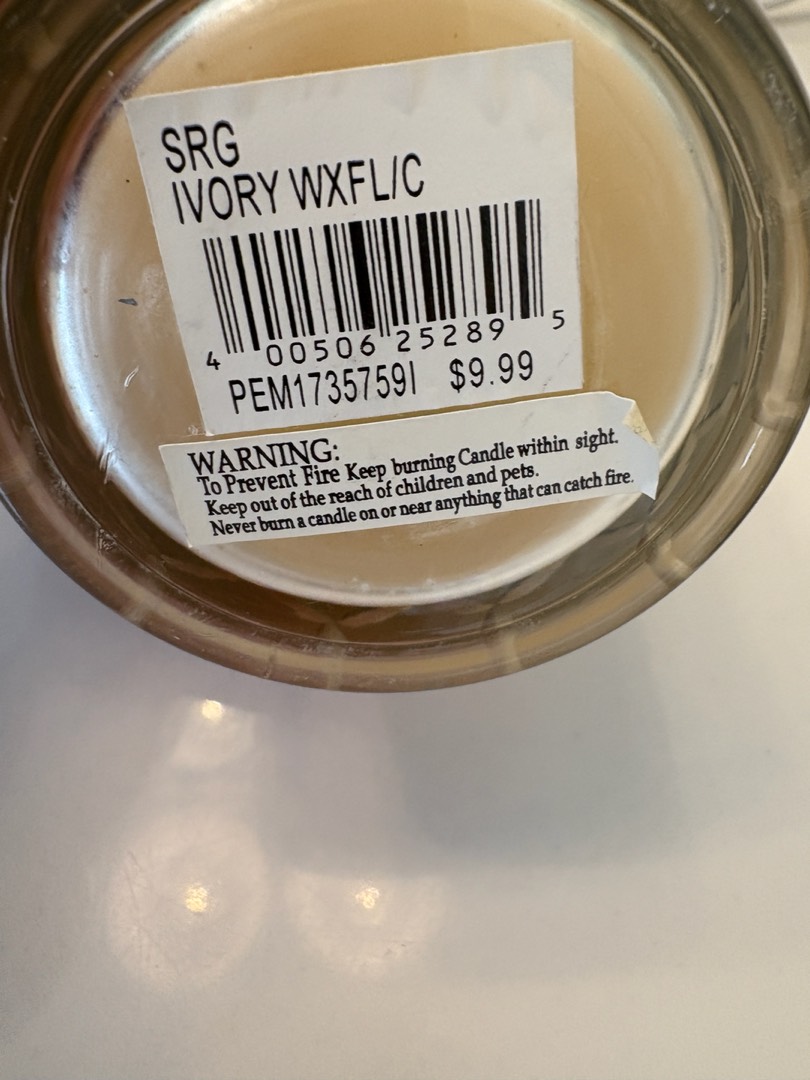 SRG
IVORY WXFL/C
4 00506 25289 5
PEM1735759I $9.99
WARNING:
To Prevent Fire Keep burning Candle within sight.
Keep out of the reach of children and pets.
Never burn a candle on or near anything that can catch fire.